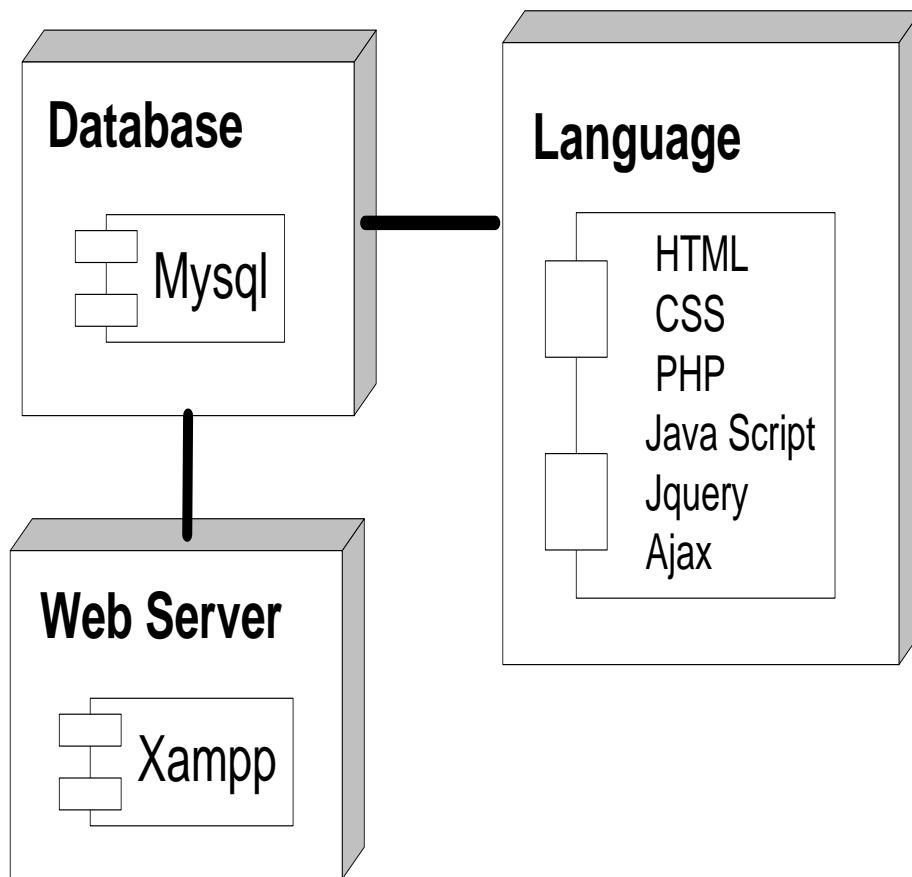 Database
Mysql
Language
HTML
CSS
PHP
Java Script
Jquery
Ajax
Web Server
Xampp